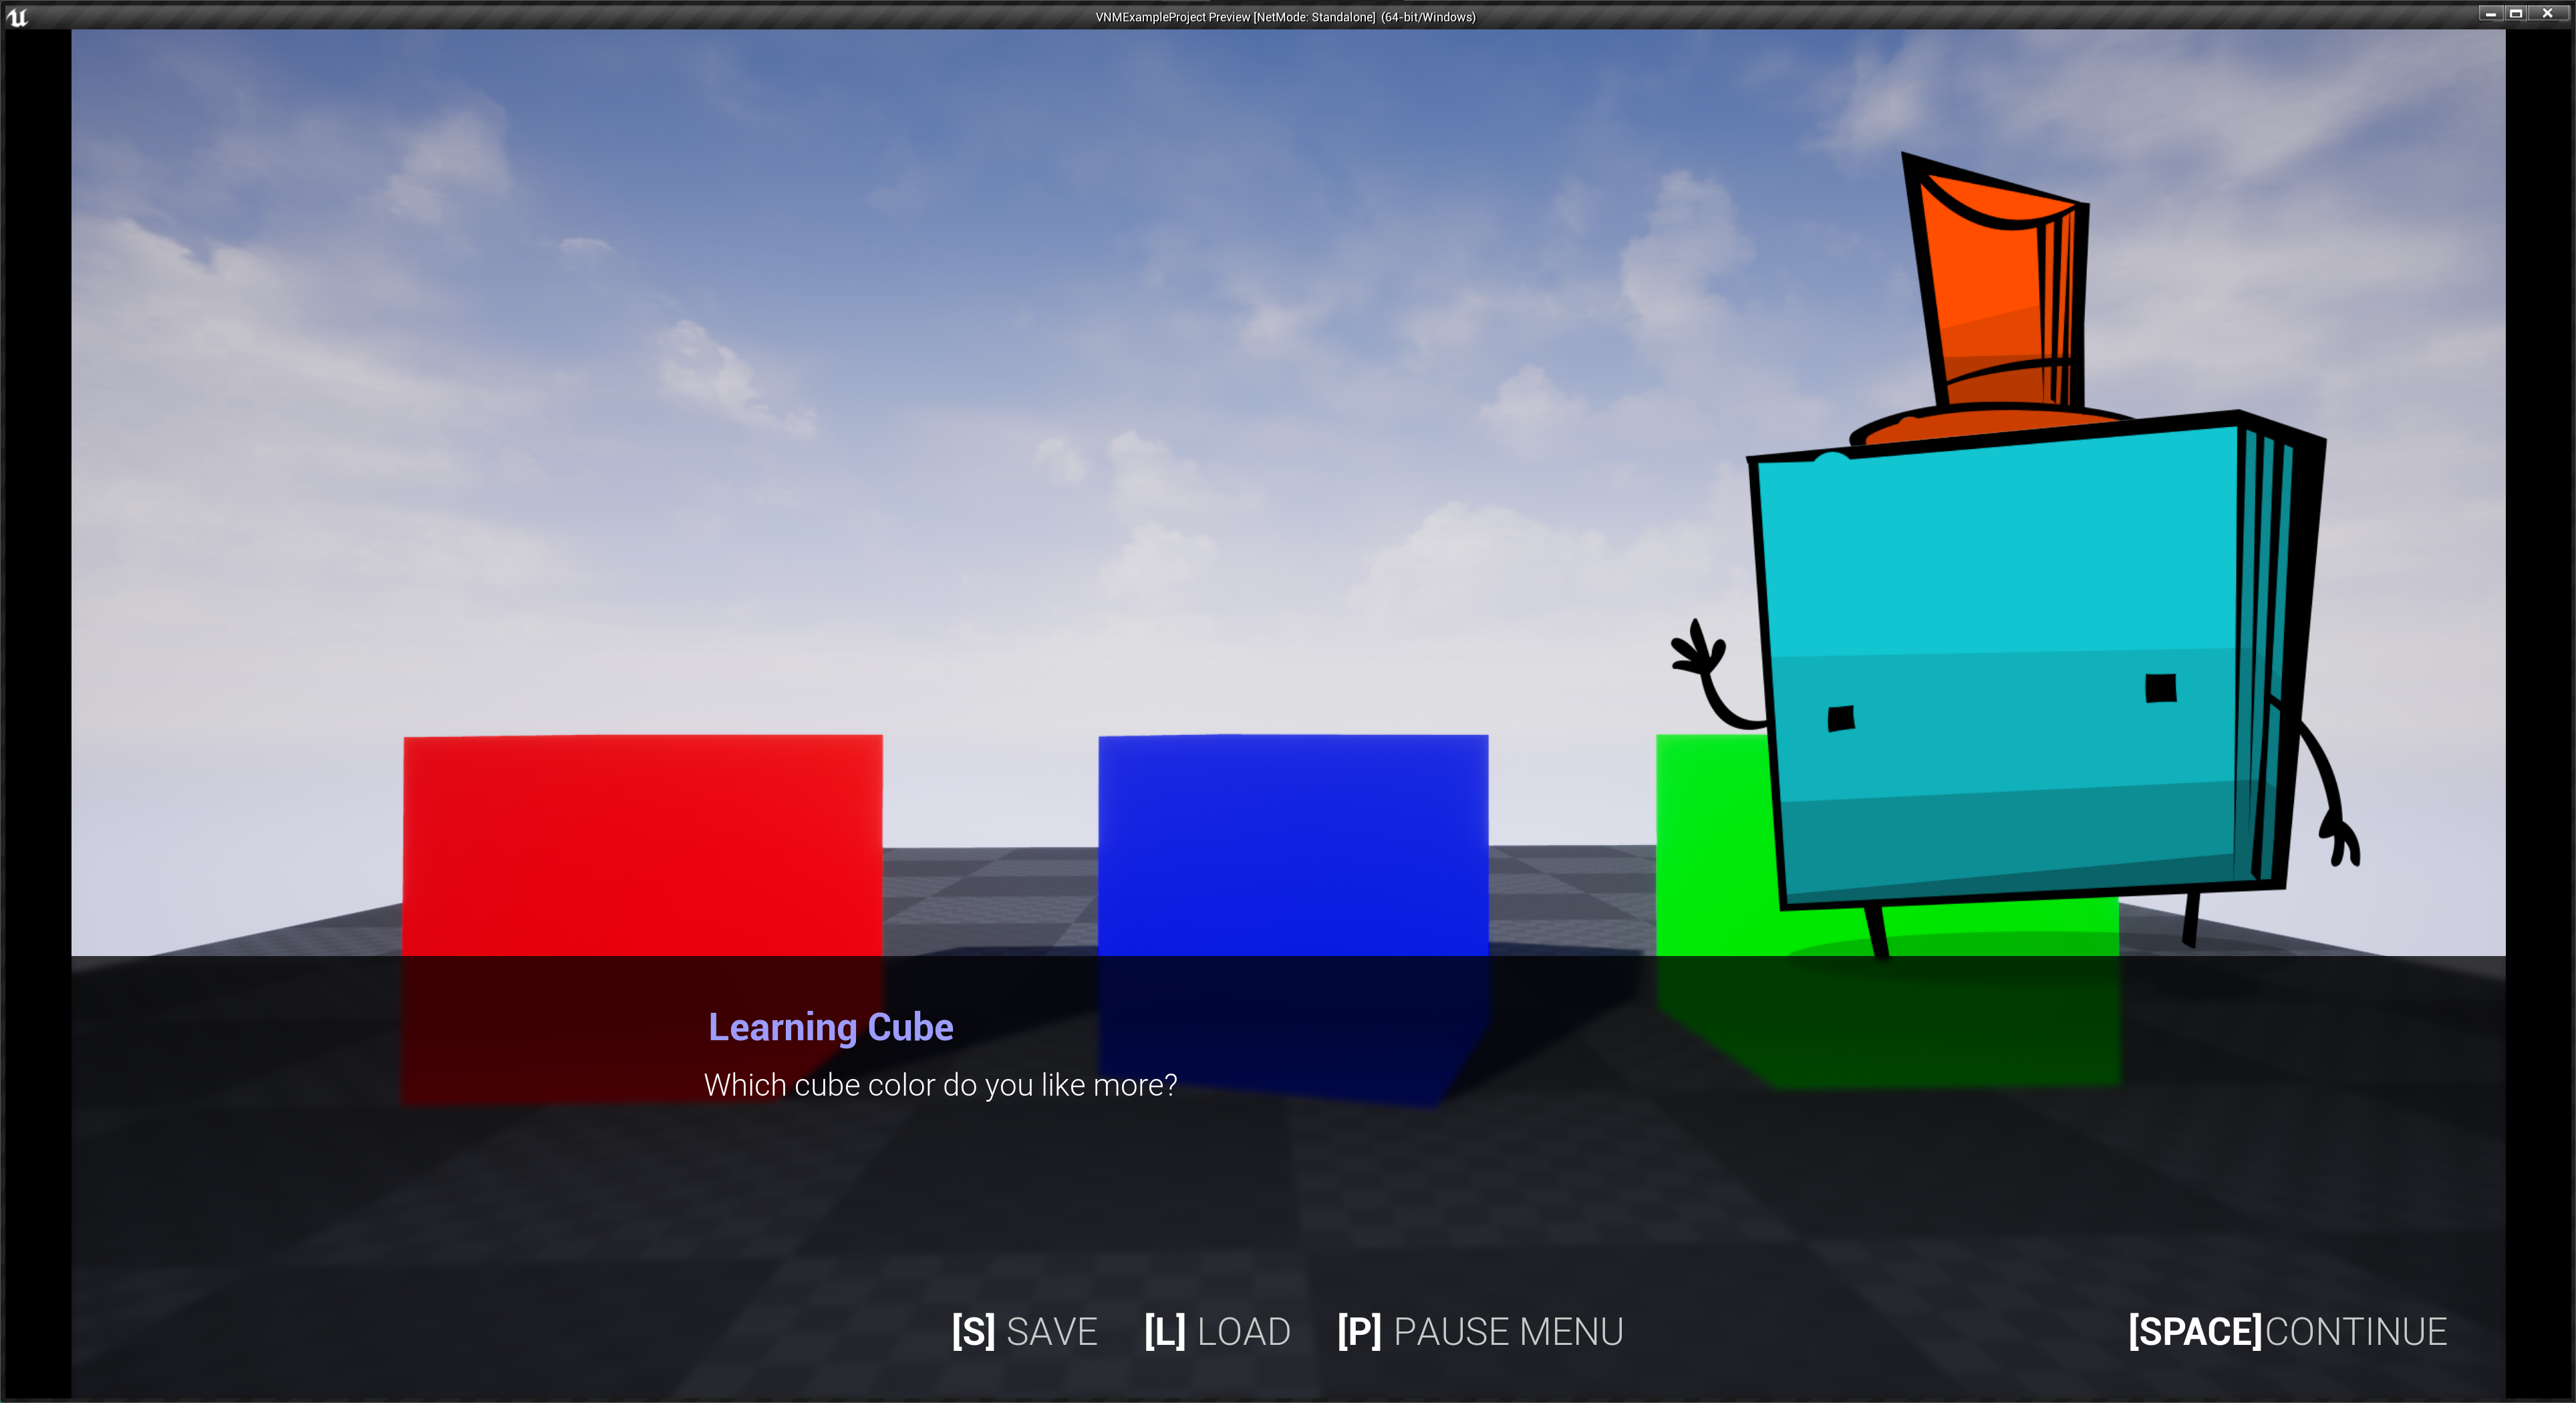 VNMExampleProject Preview [NetMode: Standalone] (64-bit/Windows)
Learning Cube
Which cube color do you like more?
[S] SAVE [L] LOAD [P] PAUSE MENU [SPACE]CONTINUE